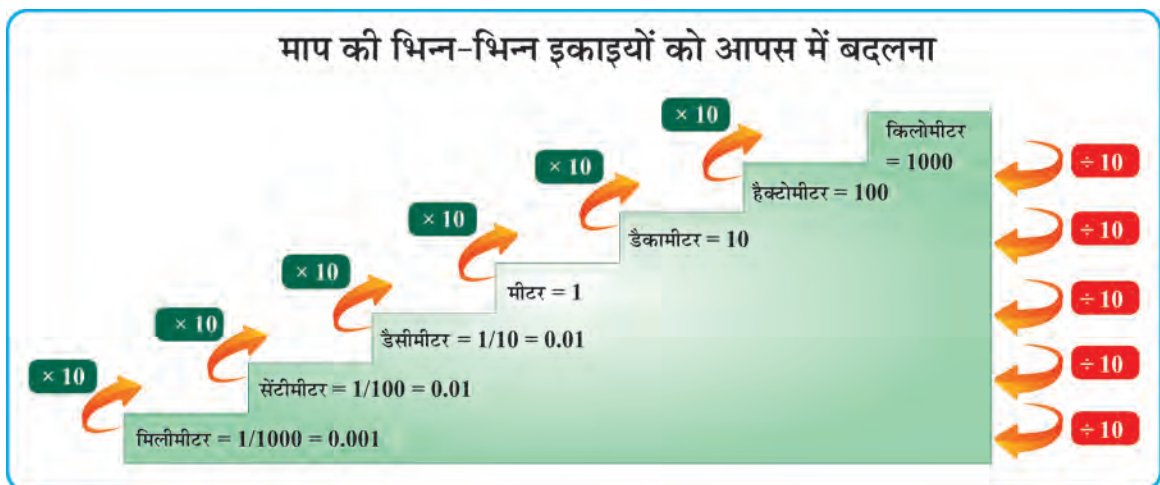 माप की भिन्न-भिन्न इकाइयों को आपस में बदलना
× 10
× 10
× 10
× 10
× 10
× 10
किलोमीटर
= 1000
हैक्टोमीटर = 100
डैकामीटर = 10
मीटर = 1
डैसीमीटर = 1/10 = 0.01
सेंटीमीटर = 1/100 = 0.01
मिलीमीटर = 1/1000 = 0.001
÷ 10
÷ 10
÷ 10
÷ 10
÷ 10